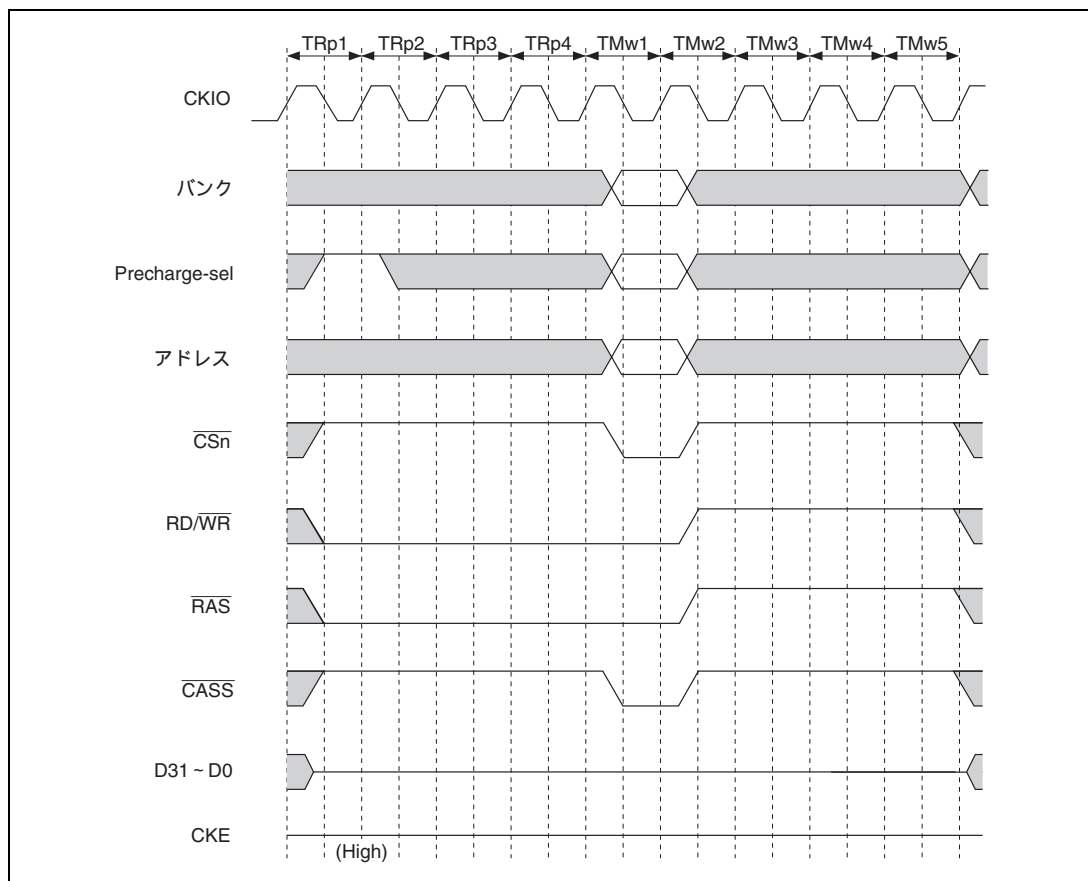 TRp1 TRp2 TRp3 TRp4 TMw1 TMw2 TMw3 TMw4 TMw5
CKIO
バンク
Precharge-sel
アドレス
CSn
RD/WR
RAS
CASS
D31 ~ D0
CKE
(High)